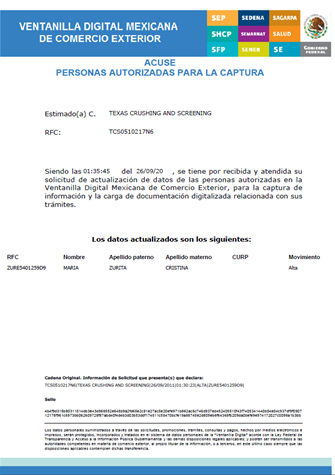 VENTANILLA DIGITAL MEXICANA
DE COMERCIO EXTERIOR
SEP SEDENA SAGARPA
SHCP SEMARNAT SALUD
SFP SENER SE
GOBIERNO
FEDERAL
ACUSE
PERSONAS AUTORIZADAS PARA LA CAPTURA
Estimado(a) C. TEXAS CRUSHING AND SCREENING
RFC: TCS0510217N6
Siendo las 01:35:45 del 26/09/20 , se tiene por recibida y atendida su
solicitud de actualización de datos de las personas autorizadas en la
Ventanilla Digital Mexicana de Comercio Exterior, para la captura de
información y la carga de documentación digitalizada relacionada con sus
trámites.
Los datos actualizados son los siguientes:
RFC Nombre Apellido paterno Apellido materno CURP Movimiento
ZURE5401259D9 MARIA ZURITA CRISTINA Alta
Cadena Original. Información de Solicitud que presenta(s) que declara:
TCS0510217N6|TEXAS CRUSHING AND SCREENING|26/09/2011|01:30:23|ALTA|ZURE5401259D9|
Sello
Los datos personales suministrados a través de las solicitudes, promociones, trámites, consultas y pagos, hechos por medios electrónicos e
impresos, serán protegidos, incorporados y tratados en el sistema de datos personales de la "Ventanilla Digital" acorde con la Ley Federal de
Transparencia y Acceso a la Información Pública Gubernamental y las demás disposiciones legales aplicables; y podrán ser transmitidos a las
autoridades competentes en materia de comercio exterior, al propio titular de la información, o a terceros, en este último caso siempre que las
disposiciones aplicables contemplen dichas transferencia.